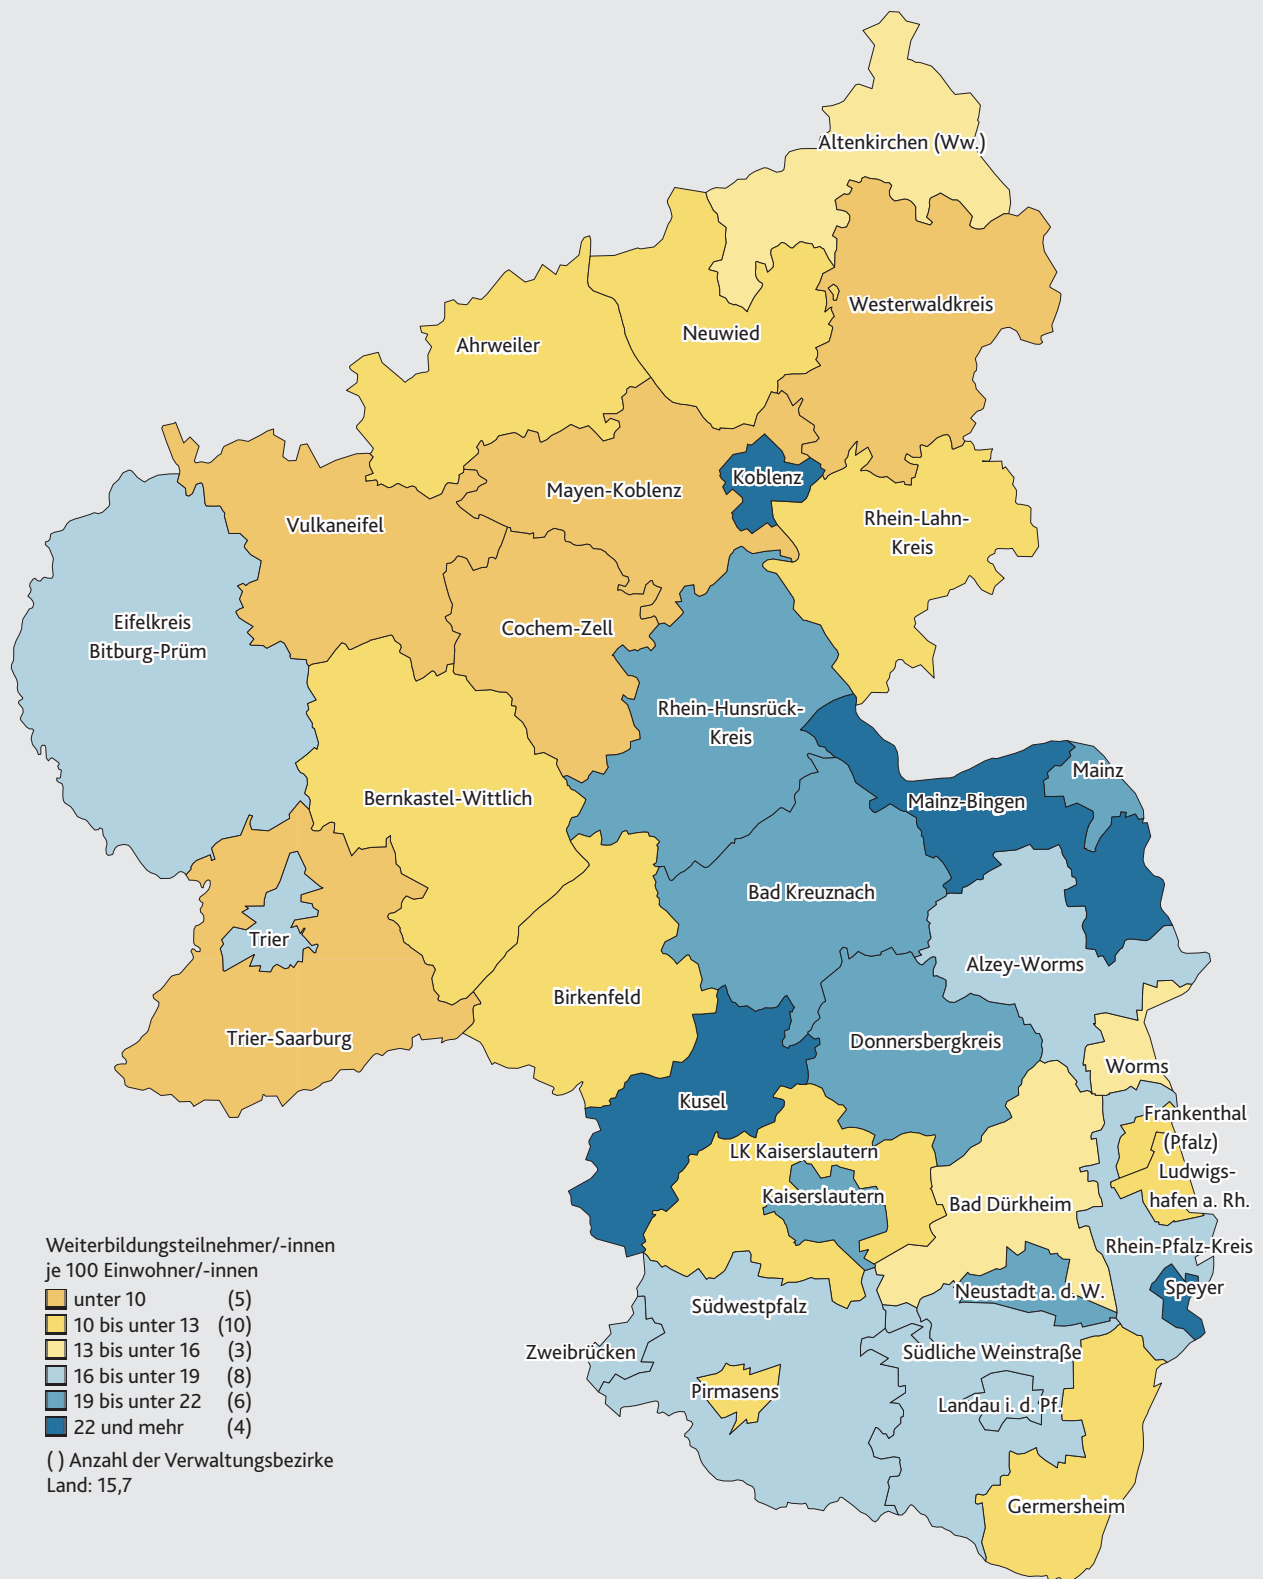 Altenkirchen (Ww.)
Westerwaldkreis
Neuwied
Ahrweiler
Koblenz
Mayen-Koblenz
Vulkaneifel
Rhein-Lahn-
Kreis
Eifelkreis
Bitburg-Prüm
Cochem-Zell
Rhein-Hunsrück-
Kreis
Mainz
Bernkastel-Wittlich
Mainz-Bingen
Bad Kreuznach
Trier
Alzey-Worms
Birkenfeld
Trier-Saarburg
Donnersbergkreis
Worms
Kusel
Frankenthal
(Pfalz)
LK Kaiserslautern
Ludwigs-
hafen a. Rh.
Kaiserslautern
Bad Dürkheim
Rhein-Pfalz-Kreis
Neustadt a. d. W.
Speyer
Südwestpfalz
Zweibrücken
Südliche Weinstraße
Pirmasens
Landau i. d. Pf.
Germersheim
Weiterbildungsteilnehmer/-innen
je 100 Einwohner/-innen
unter 10 (5)
10 bis unter 13 (10)
13 bis unter 16 (3)
16 bis unter 19 (8)
19 bis unter 22 (6)
22 und mehr (4)
( ) Anzahl der Verwaltungsbezirke
Land: 15,7